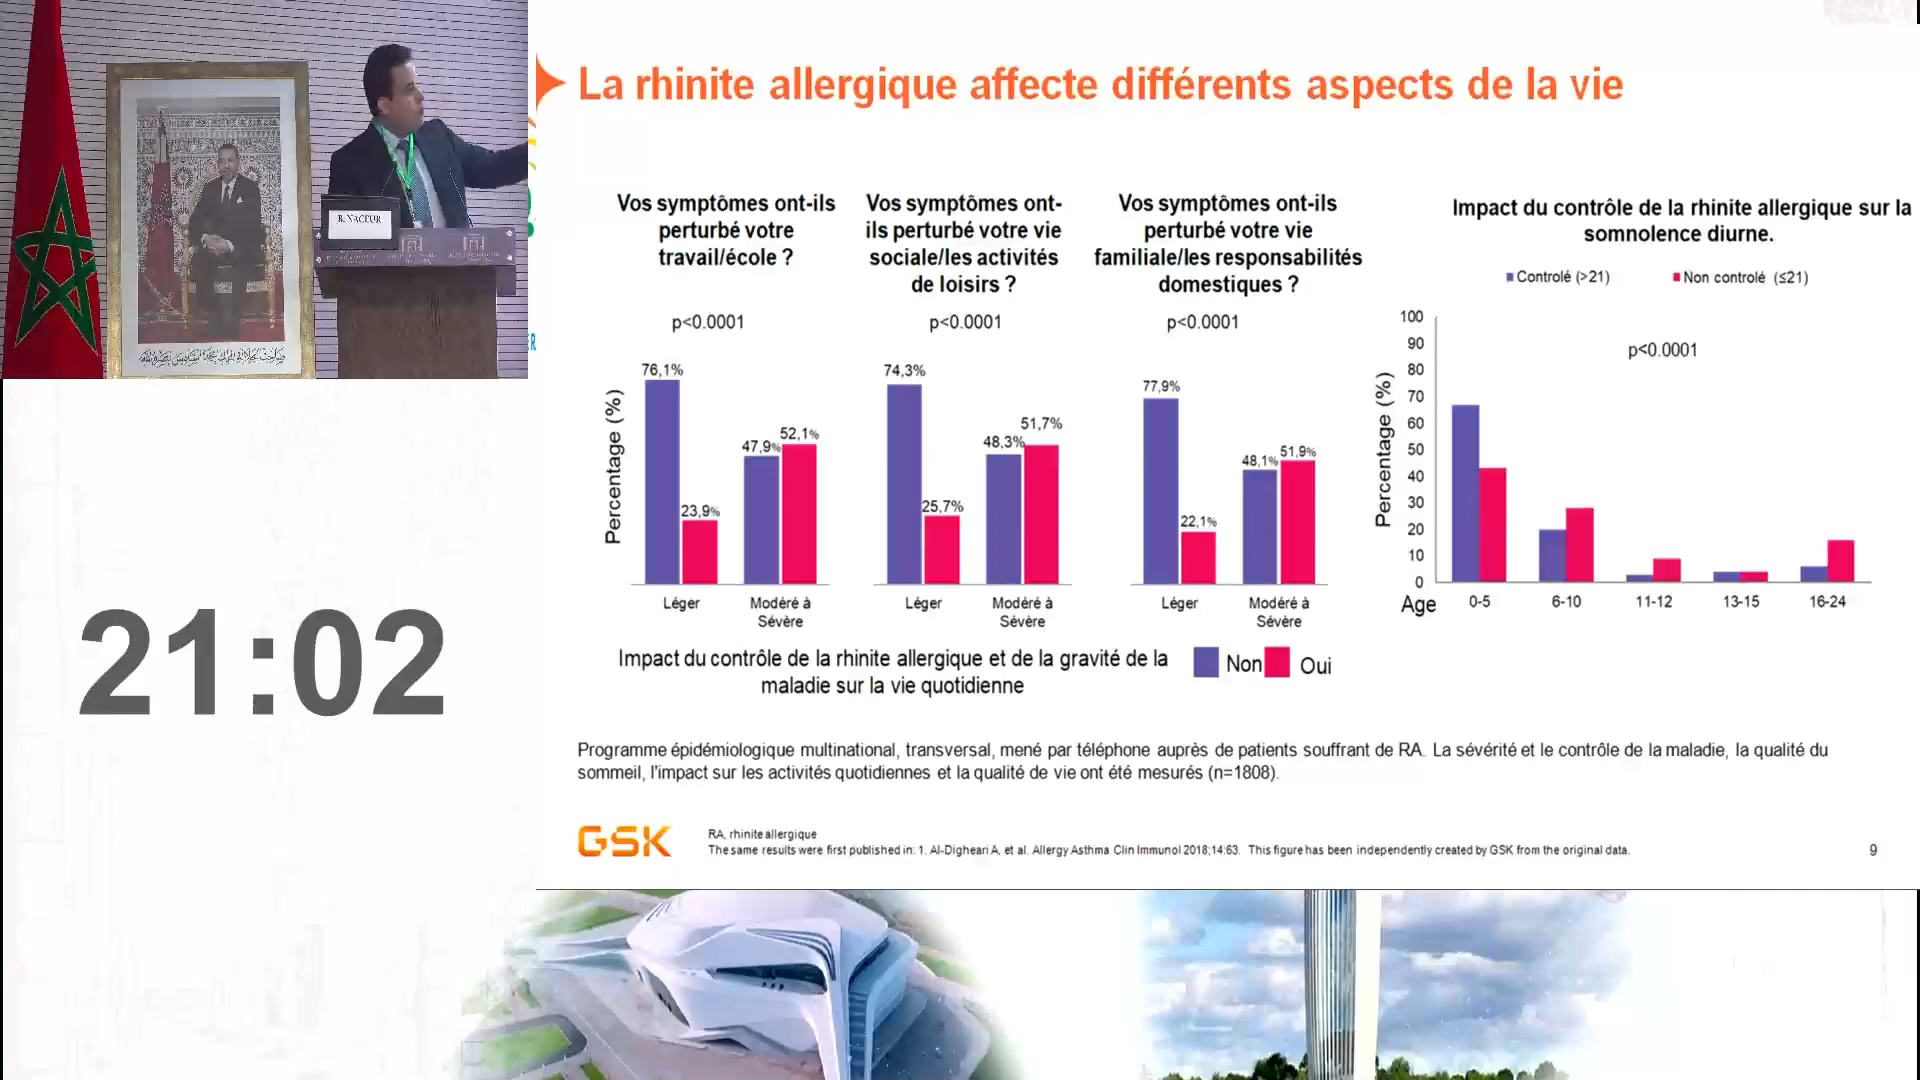 B. NACEUR
21:02
La rhinite allergique affecte différents aspects de la vie
Vos symptômes ont-ils
perturbé votre
travail/école ?
p<0.0001
Percentage (%)
76,1%
23,9%
47,9%
52,1%
Léger
Modéré à
Sévère
Vos symptômes ont-
ils perturbé votre vie
sociale/les activités
de loisirs ?
p<0.0001
74,3%
25,7%
48,3%
51,7%
Léger
Modéré à
Sévère
Vos symptômes ont-ils
perturbé votre vie
familiale/les responsabilités
domestiques ?
p<0.0001
77,9%
22,1%
48,1%
51,9%
Léger
Modéré à
Sévère
Impact du contrôle de la rhinite allergique et de la gravité de la
maladie sur la vie quotidienne
Non
Oui
Impact du contrôle de la rhinite allergique sur la
somnolence diurne.
Controlé (>21)
Non controlé (≤21)
p<0.0001
Percentage (%)
100
90
80
70
60
50
40
30
20
10
0
Age
0-5
6-10
11-12
13-15
16-24
Programme épidémiologique multinational, transversal, mené par téléphone auprès de patients souffrant de RA. La sévérité et le contrôle de la maladie, la qualité du
sommeil, l'impact sur les activités quotidiennes et la qualité de vie ont été mesurés (n=1808).
GSK
RA, rhinite allergique
The same results were first published in: 1. Al-Digheari A, et al. Allergy Asthma Clin Immunol 2018;14:63. This figure has been independently created by GSK from the original data.
9